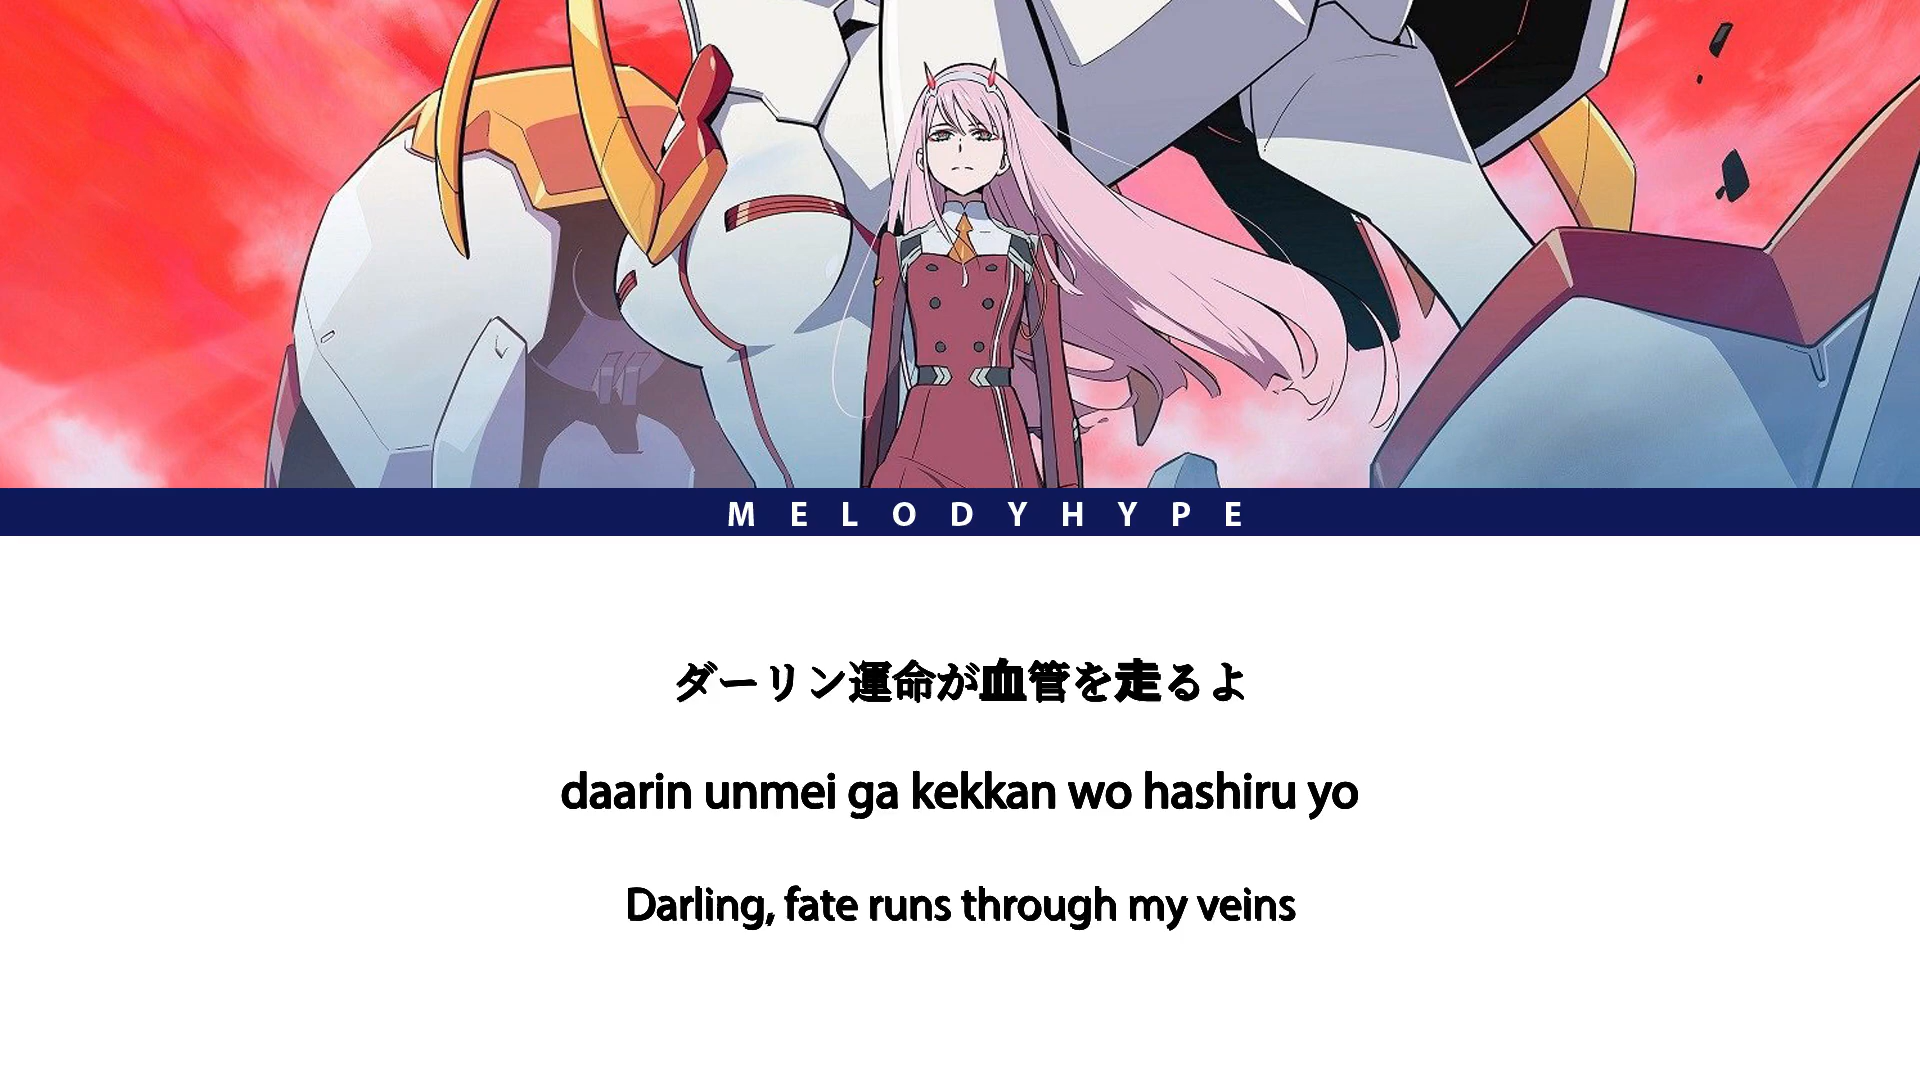 MELODYHYPE
ダーリン運命が血管を走るよ
daarin unmei ga kekkan wo hashiru yo
Darling, fate runs through my veins